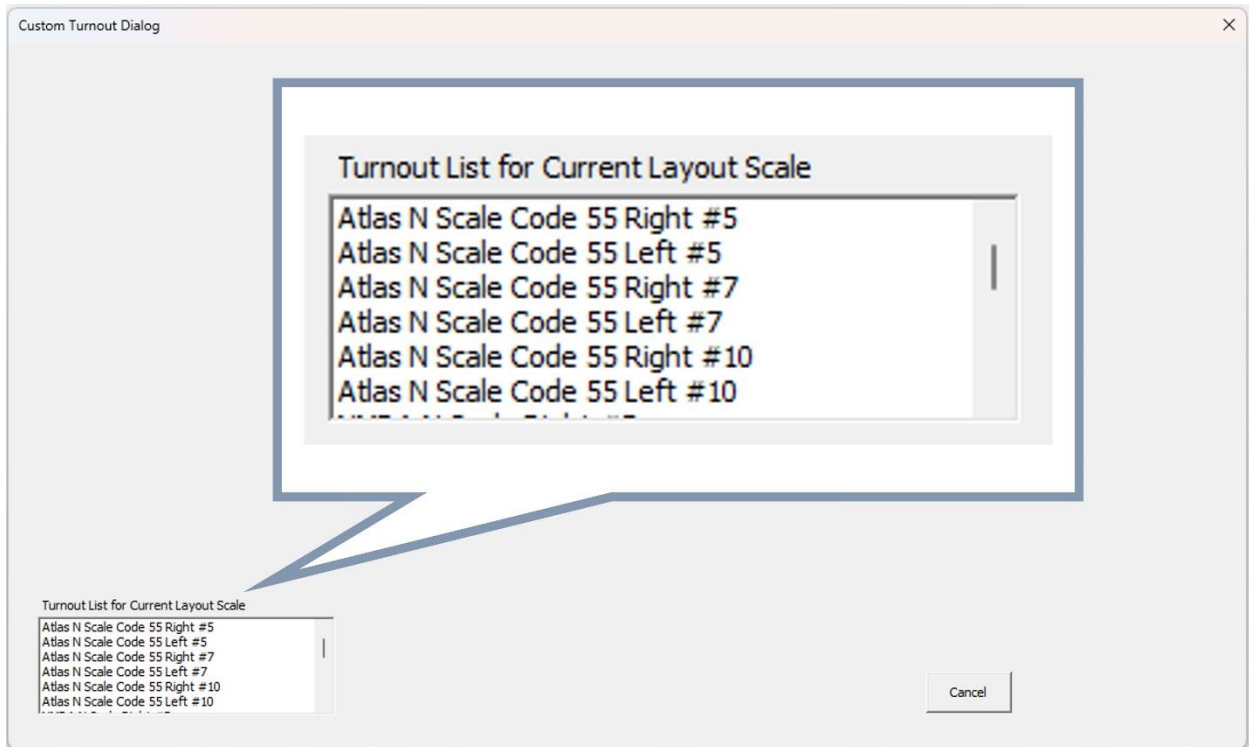 Custom Turnout Dialog
Turnout List for Current Layout Scale
Atlas N Scale Code 55 Right #5
Atlas N Scale Code 55 Left #5
Atlas N Scale Code 55 Right #7
Atlas N Scale Code 55 Left #7
Atlas N Scale Code 55 Right #10
Atlas N Scale Code 55 Left #10
Turnout List for Current Layout Scale
Atlas N Scale Code 55 Right #5
Atlas N Scale Code 55 Left #5
Atlas N Scale Code 55 Right #7
Atlas N Scale Code 55 Left #7
Atlas N Scale Code 55 Right #10
Atlas N Scale Code 55 Left #10
Cancel